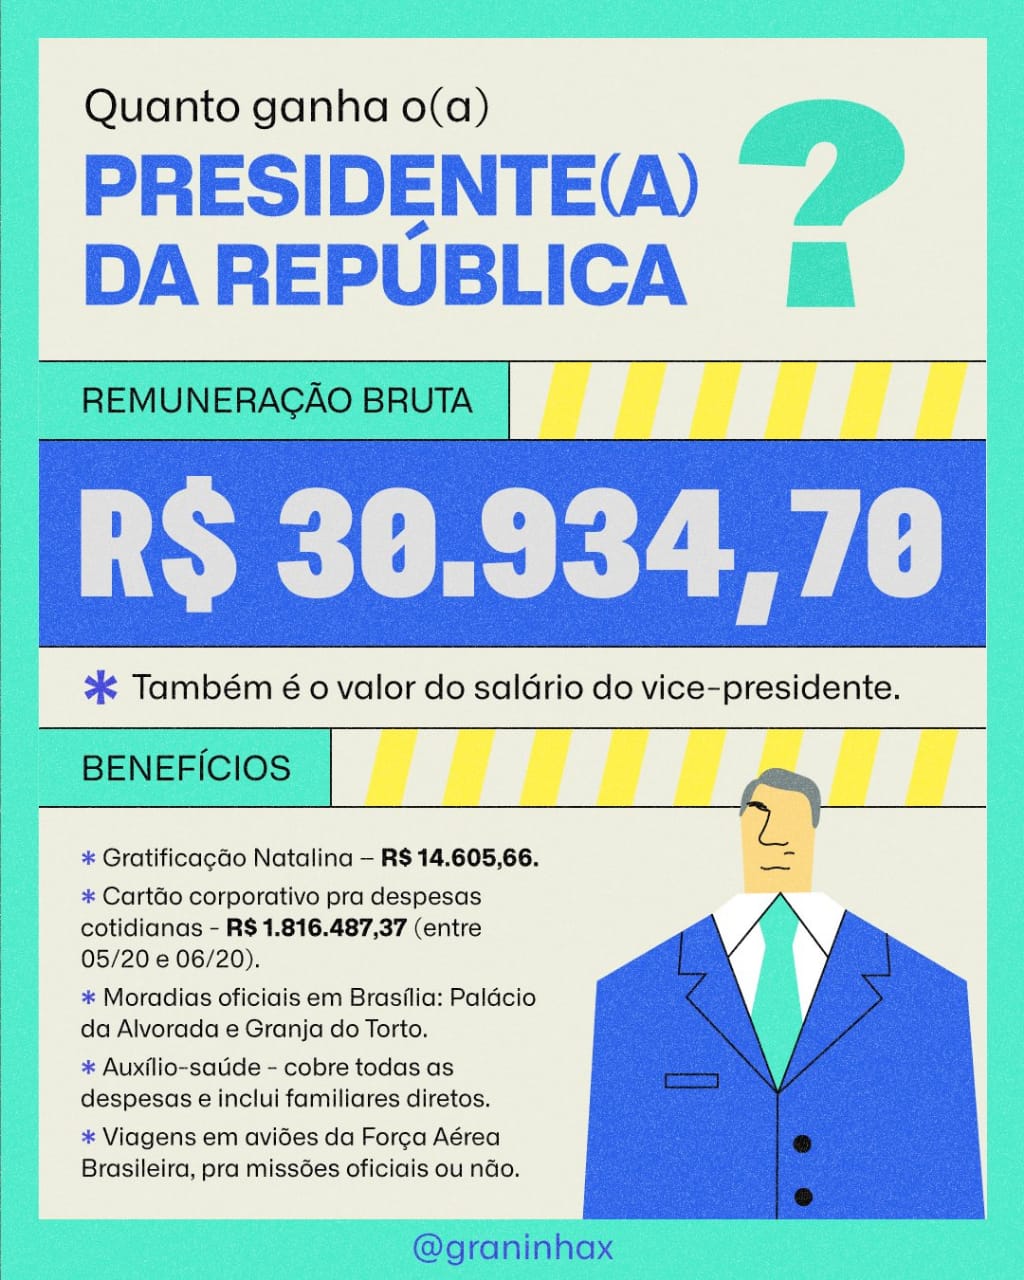 Quanto ganha o(a)
PRESIDENTE(A)
DA REPÚBLICA
?
REMUNERAÇÃO BRUTA
R$ 30.934,70
* Também é o valor do salário do vice-presidente.
BENEFÍCIOS
* Gratificação Natalina – R$ 14.605,66.
* Cartão corporativo pra despesas
cotidianas - R$ 1.816.487,37 (entre
05/20 e 06/20).
* Moradias oficiais em Brasília: Palácio
da Alvorada e Granja do Torto.
* Auxílio-saúde - cobre todas as
despesas e inclui familiares diretos.
* Viagens em aviões da Força Aérea
Brasileira, pra missões oficiais ou não.
@graninhax